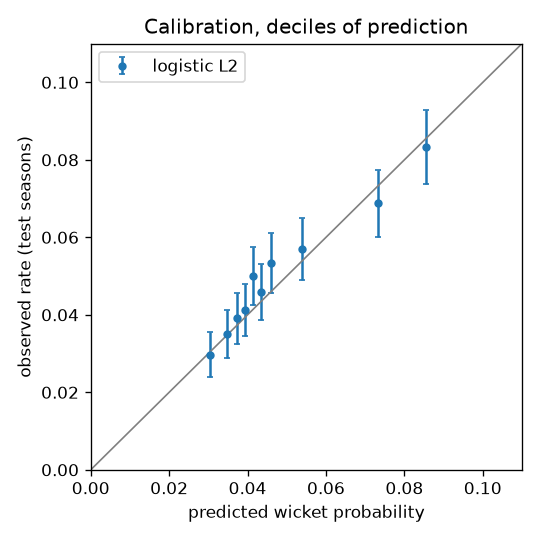 Calibration, deciles of prediction
logistic L2
observed rate (test seasons)
0.10
0.08
0.06
0.04
0.02
0.00
0.00 0.02 0.04 0.06 0.08 0.10
predicted wicket probability